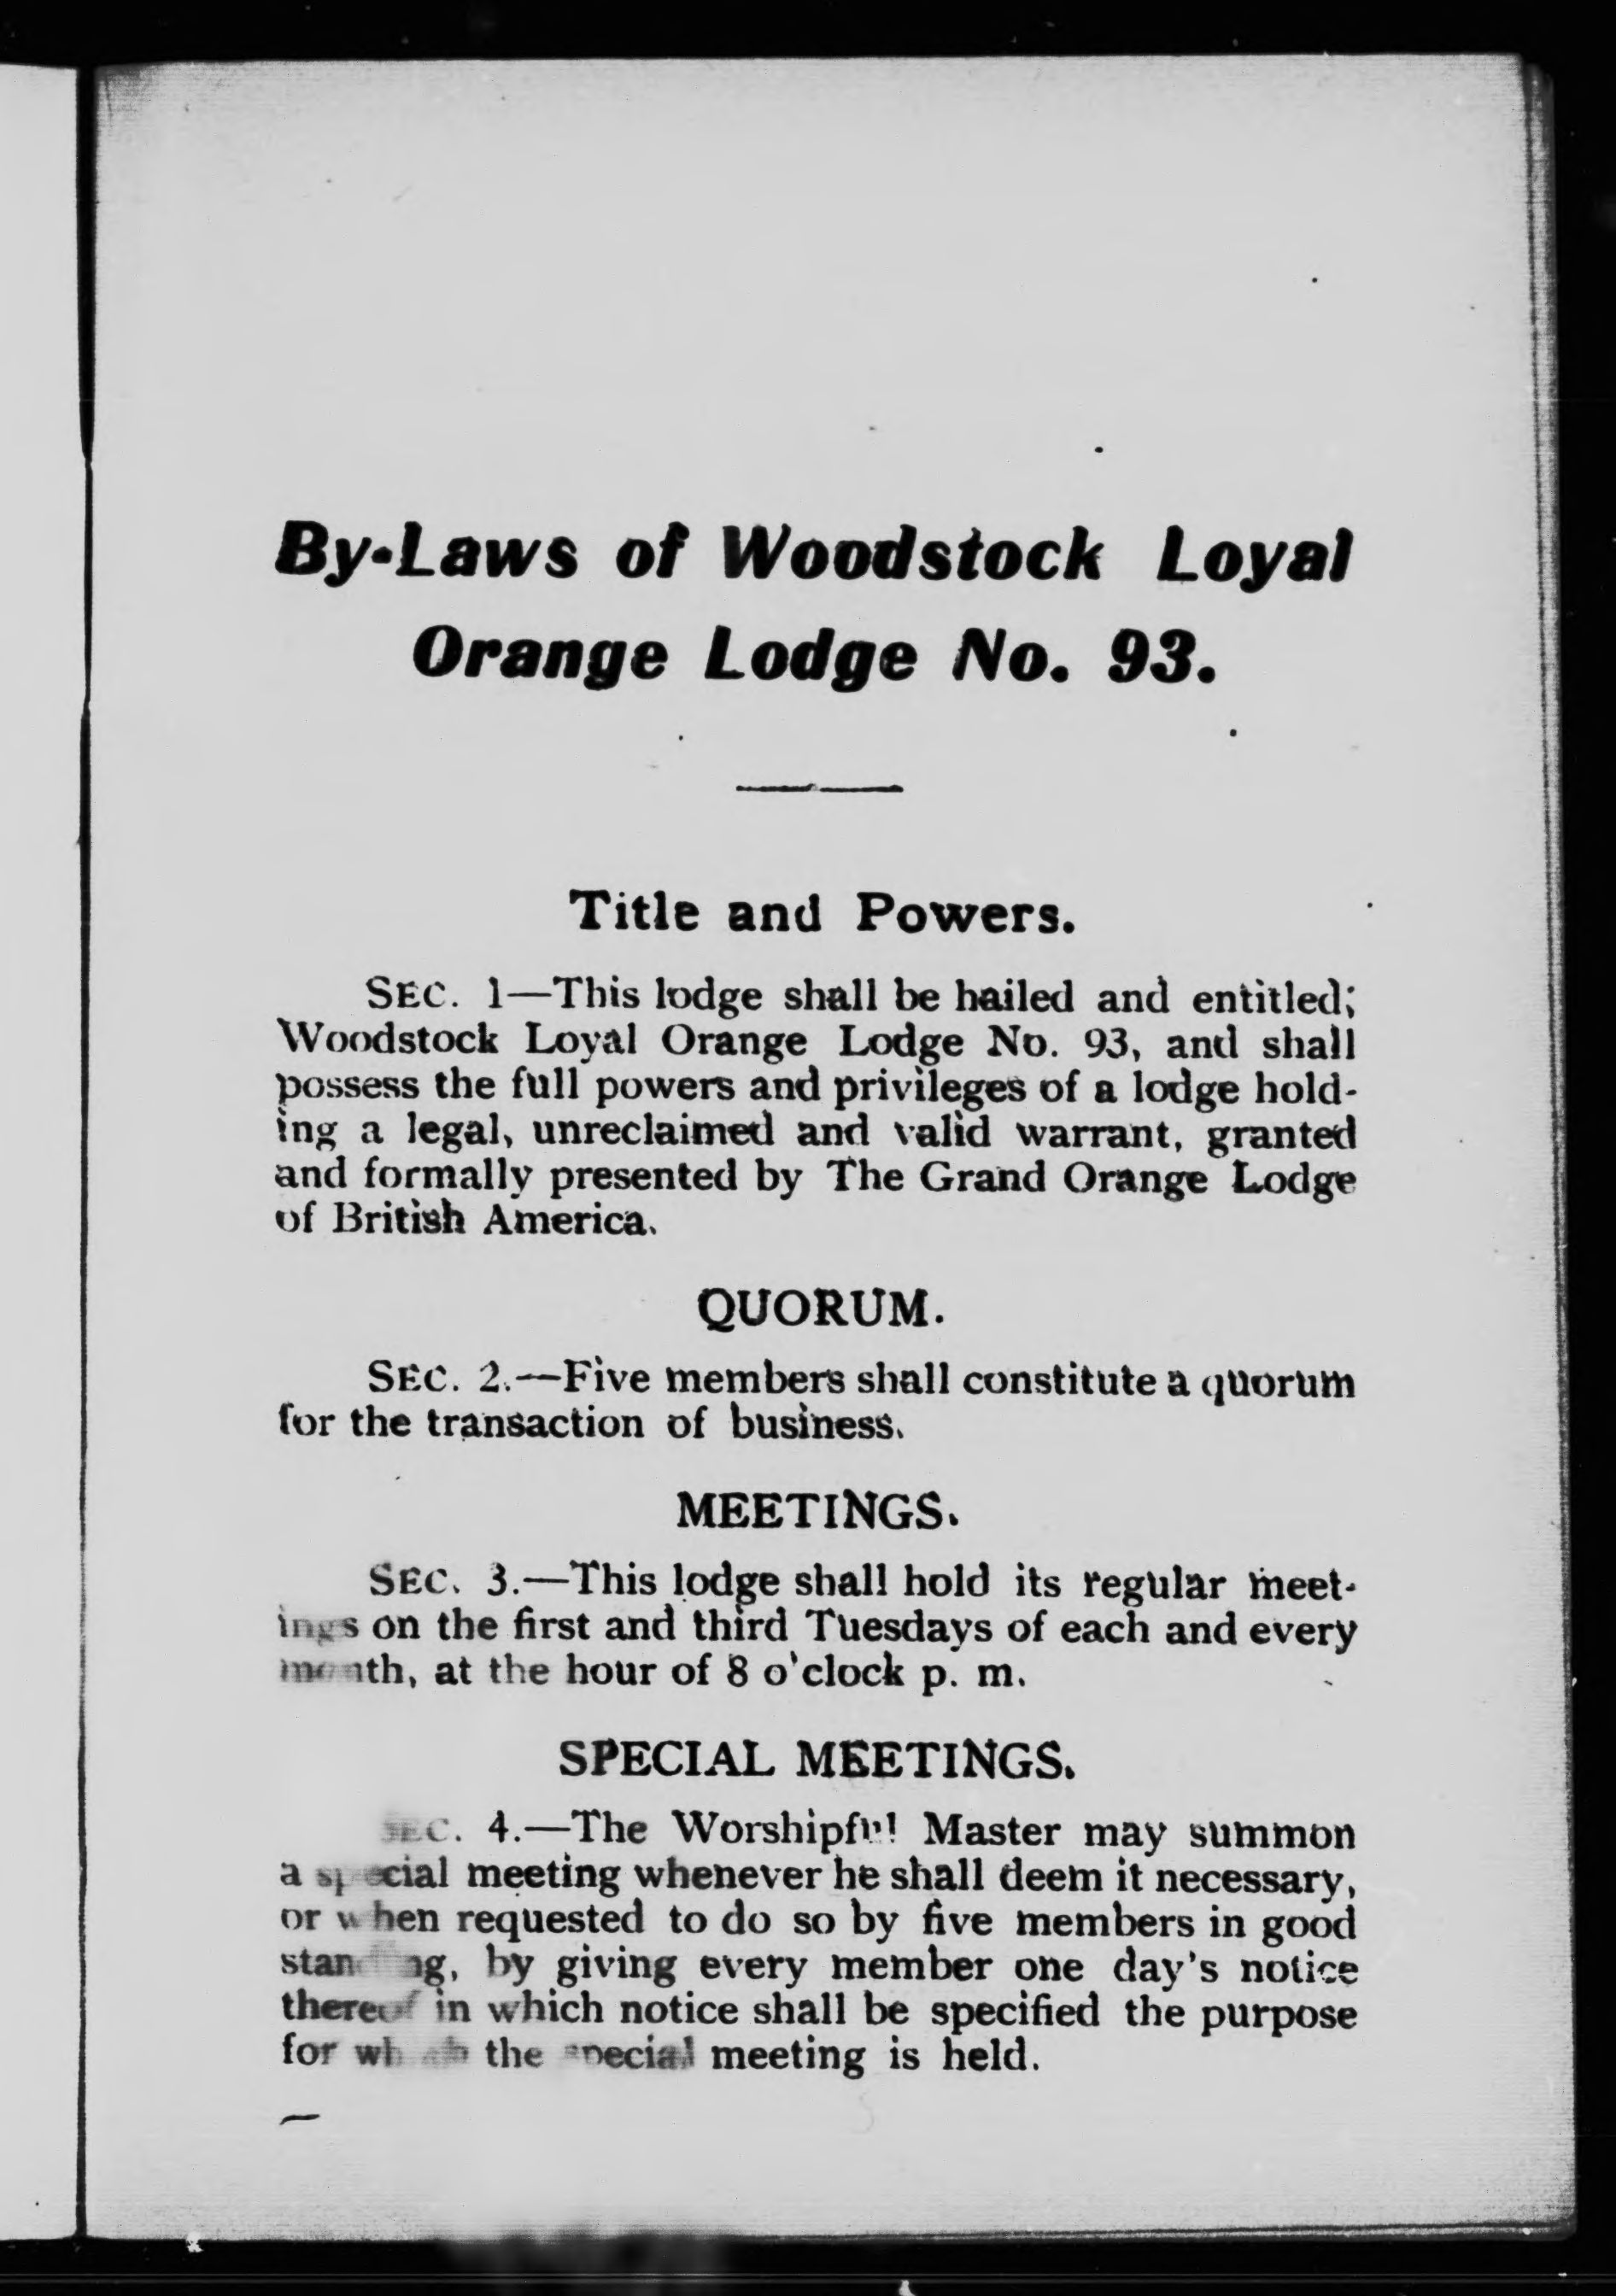 By-Laws of Woodstock Loyal
Orange Lodge No. 93.
Title and Powers.
SEC. 1—This lodge shall be hailed and entitled;
Woodstock Loyal Orange Lodge No. 93, and shall
possess the full powers and privileges of a lodge hold-
ing a legal, unreclaimed and valid warrant, granted
and formally presented by The Grand Orange Lodge
of British America.
QUORUM.
SEC. 2.—Five members shall constitute a quorum
for the transaction of business.
MEETINGS.
SEC. 3.—This lodge shall hold its regular meet-
ings on the first and third Tuesdays of each and every
month, at the hour of 8 o'clock p. m.
SPECIAL MEETINGS.
SEC. 4.—The Worshipful Master may summon
a special meeting whenever he shall deem it necessary,
or when requested to do so by five members in good
standing, by giving every member one day's notice
thereof in which notice shall be specified the purpose
for which the special meeting is held.